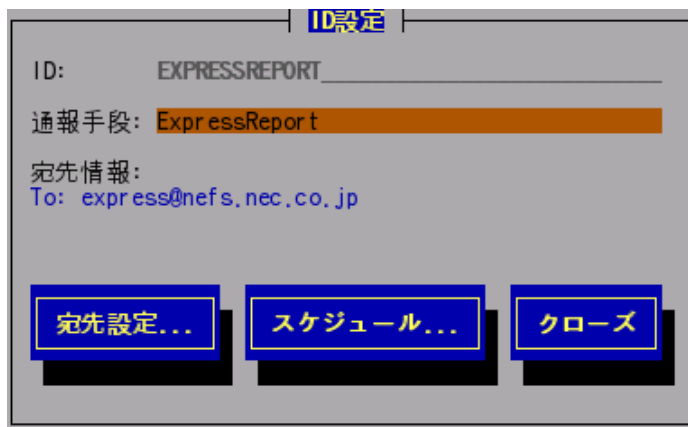 ID設定
ID: EXPRESSREPORT
通報手段: ExpressReport
宛先情報:
To: express@nefs.nec.co.jp
宛先設定... スケジュール... クローズ